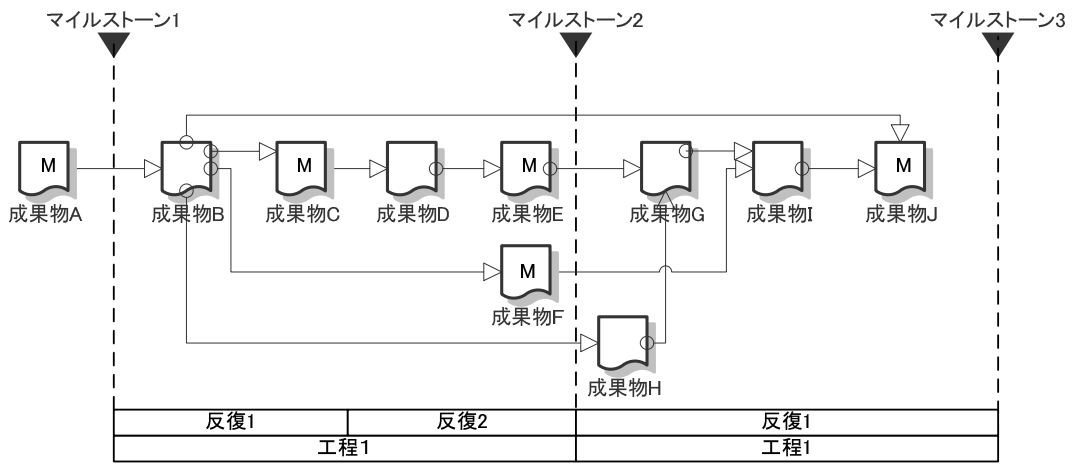 マイルストーン1
マイルストーン2
マイルストーン3
M
M
M
M
成果物A
成果物B
成果物C
成果物D
成果物E
成果物G
成果物I
成果物J
M
成果物F
成果物H
反復1
反復2
反復1
工程1
工程1